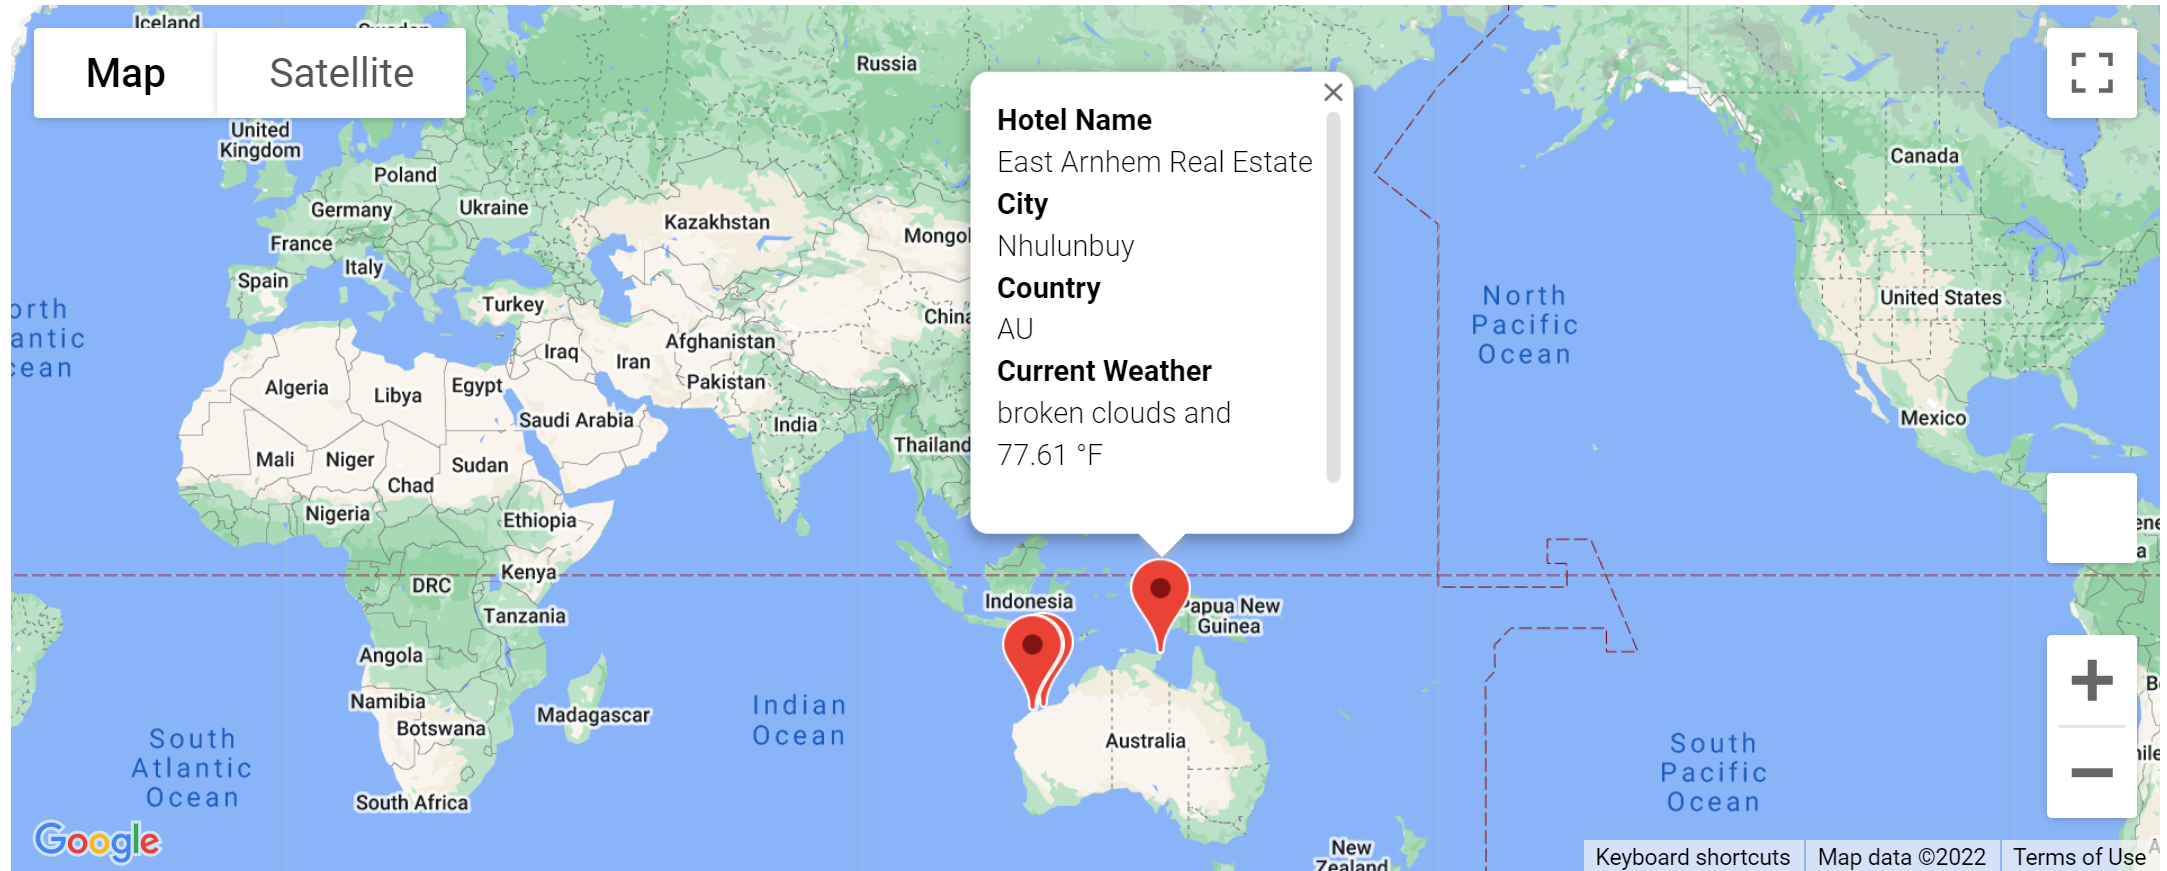 Iceland
Map
Satellite
Russia
Hotel Name
East Arnhem Real Estate
City
Nhulunbuy
Country
AU
Current Weather
broken clouds and
77.61 °F
United
Kingdom
Poland
Germany
Ukraine
France
Kazakhstan
Mongol
Italy
Spain
Turkey
China
Afghanistan
Iraq
Iran
Pakistan
Algeria
Libya
Egypt
Saudi Arabia
India
Thailand
Mali
Niger
Sudan
Chad
Nigeria
Ethiopia
DRC
Kenya
Tanzania
Indonesia
Papua New
Guinea
Angola
Namibia
Botswana
Madagascar
South Africa
Australia
New
Zealand
Canada
United States
Mexico
North
Pacific
Ocean
Indian
Ocean
South
Atlantic
Ocean
South
Pacific
Ocean
Google
Keyboard shortcuts
Map data ©2022
Terms of Use